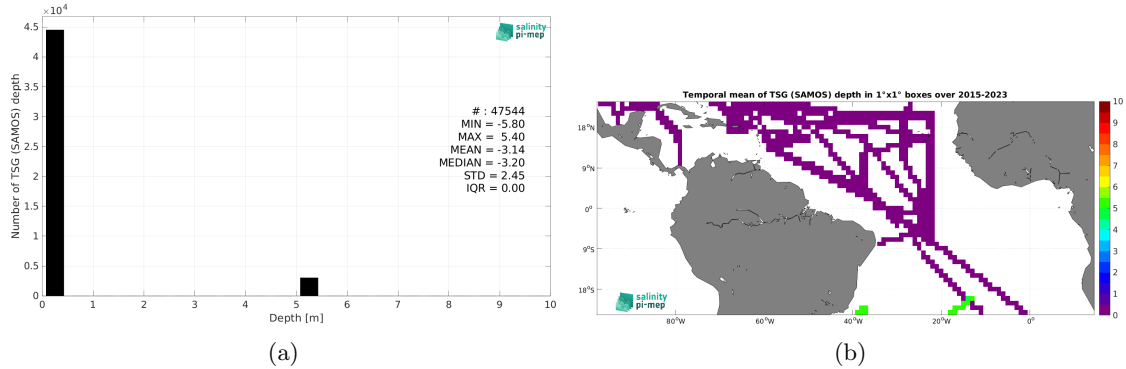 ×10⁴
4.5
4
3.5
3
2.5
2
1.5
1
0.5
0
Number of TSG (SAMOS) depth
salinity
pi-mep
# : 47544
MIN = -5.80
MAX = 5.40
MEAN = -3.14
MEDIAN = -3.20
STD = 2.45
IQR = 0.00
0 1 2 3 4 5 6 7 8 9 10
Depth [m]
(a)
Temporal mean of TSG (SAMOS) depth in 1°x1° boxes over 2015-2023
18°N
9°N
0°
9°S
18°S
salinity
pi-mep
80°W 60°W 40°W 20°W 0°
10
9
8
7
6
5
4
3
2
1
0
(b)